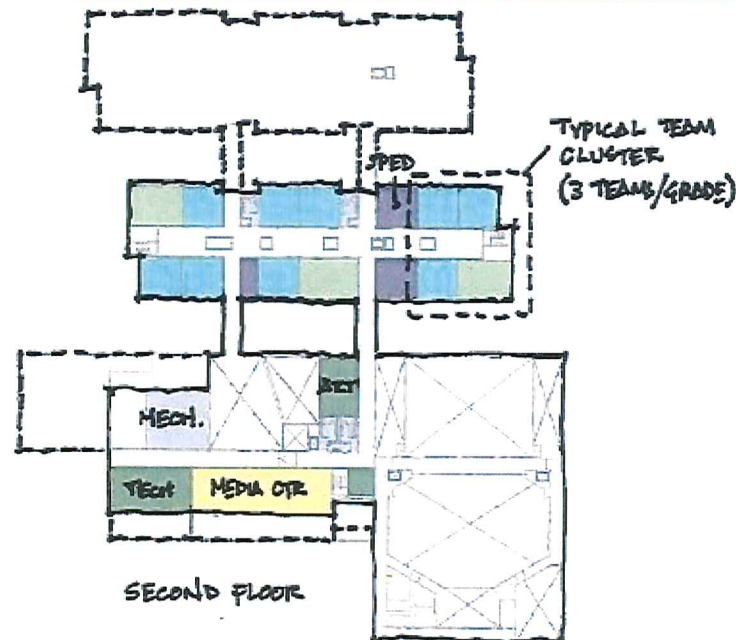 TYPICAL TEAM
CLUSTER
(3 TEAMS/GRADE)
SPED
MECH.
TECH
MEDIA CTR
SECOND FLOOR